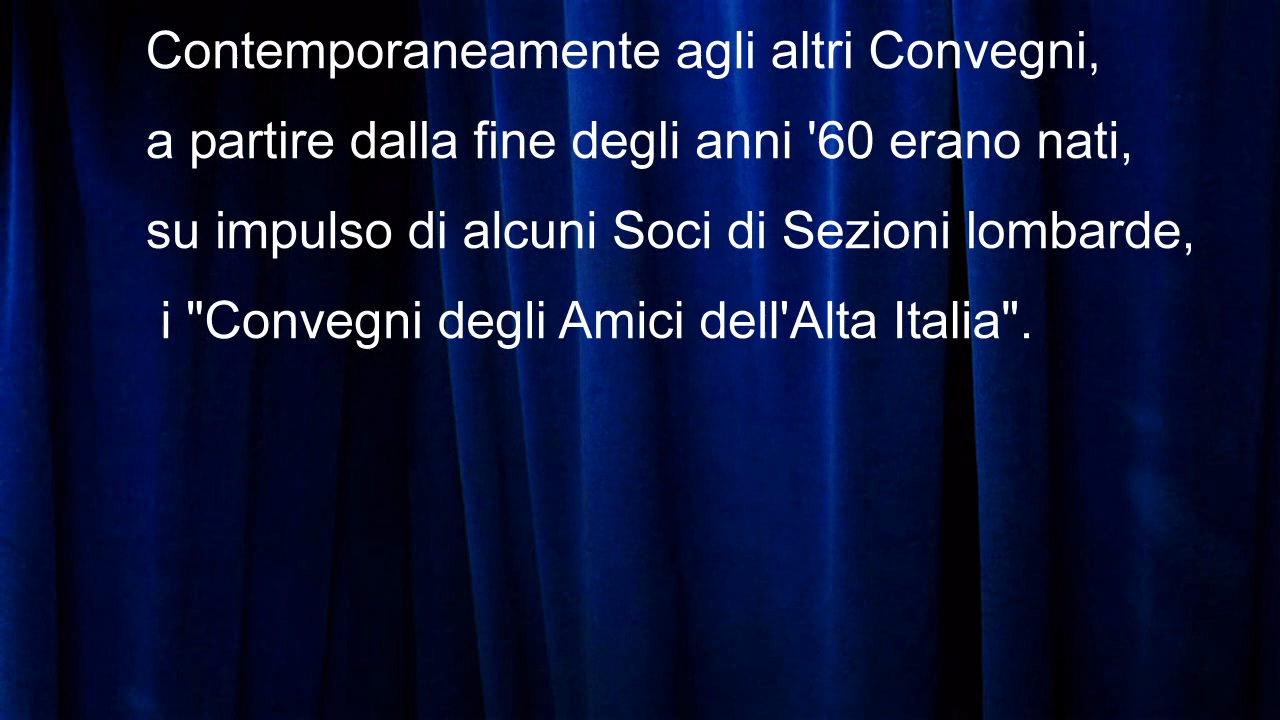 Contemporaneamente agli altri Convegni,
a partire dalla fine degli anni '60 erano nati,
su impulso di alcuni Soci di Sezioni lombarde,
i "Convegni degli Amici dell'Alta Italia".